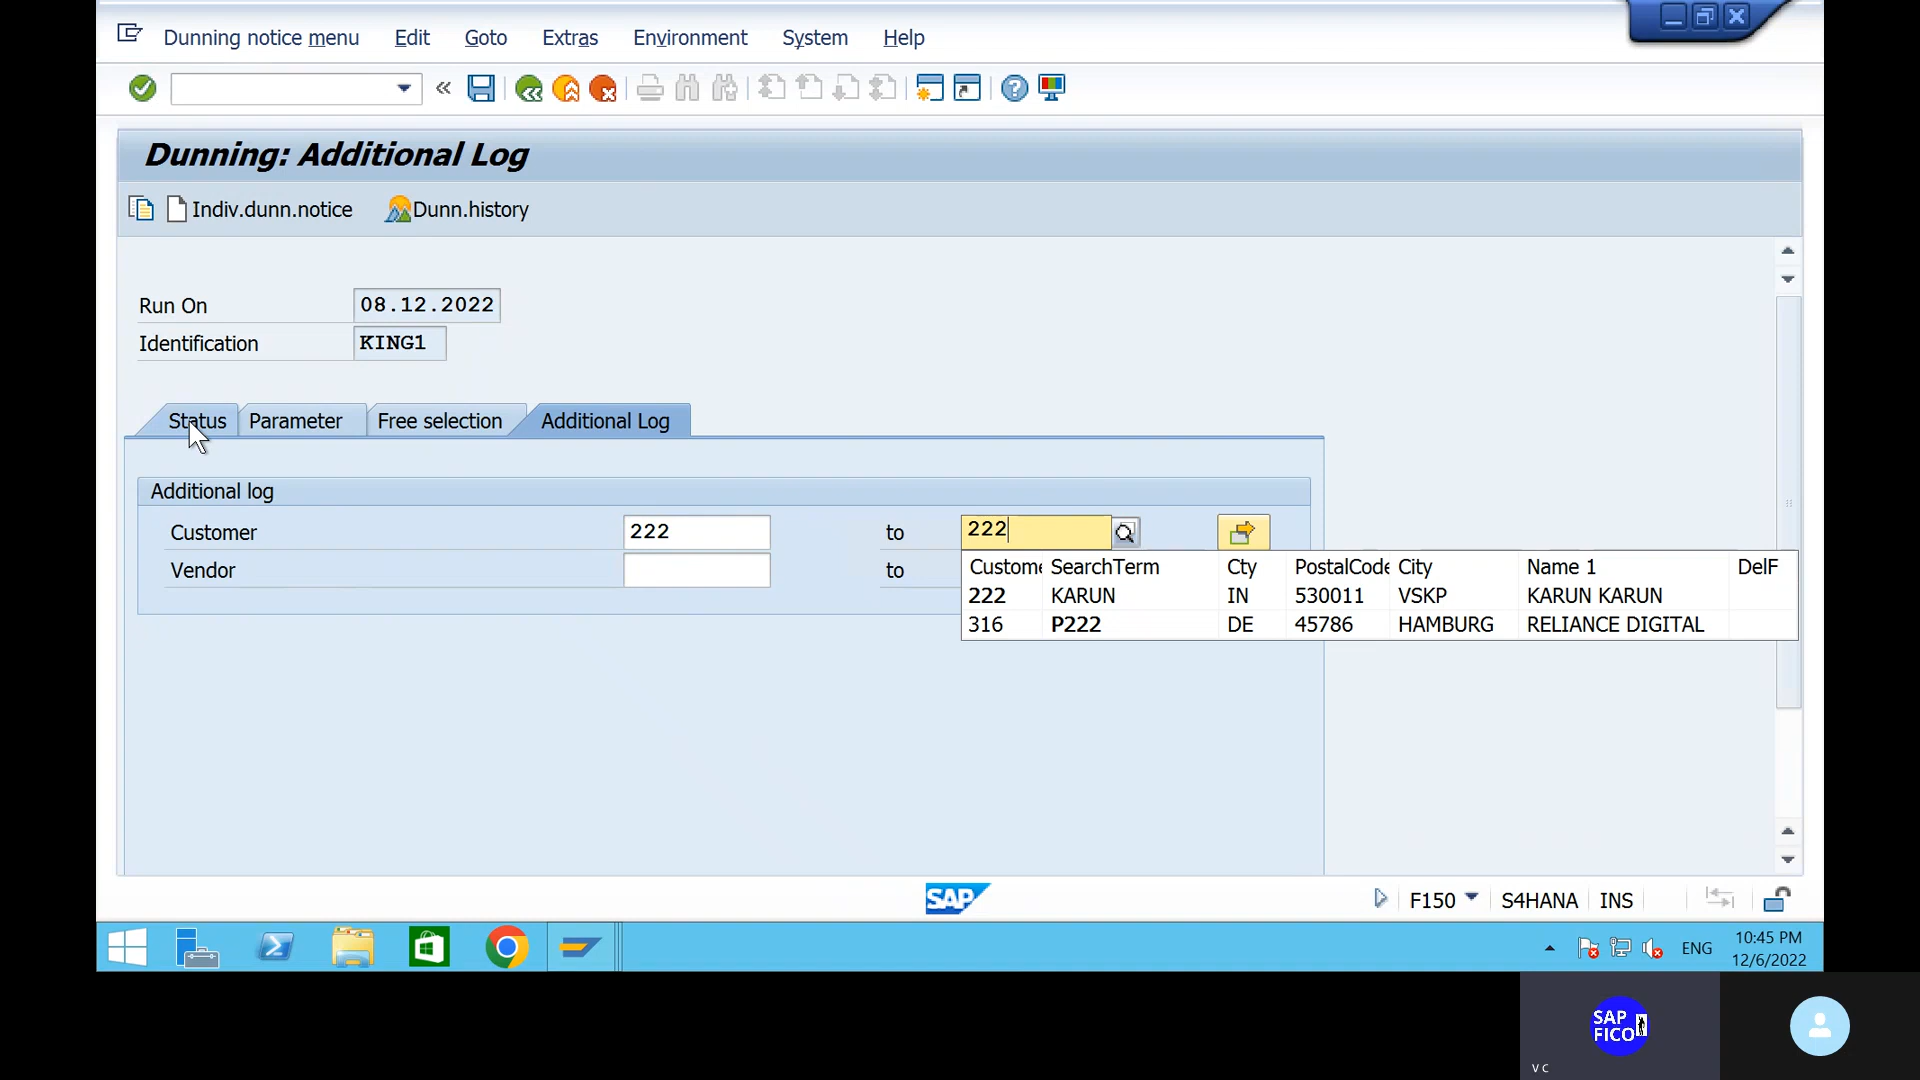 Dunning notice menu Edit Goto Extras Environment System Help
Dunning: Additional Log
Indiv.dunn.notice Dunn.history
Run On 08.12.2022
Identification KING1
Status Parameter Free selection Additional Log
Additional log
Customer 222 to 222
Vendor to
Custome SearchTerm Cty PostalCode City Name 1 DelF
222 KARUN IN 530011 VSKP KARUN KARUN
316 P222 DE 45786 HAMBURG RELIANCE DIGITAL
SAP F150 S4HANA INS
ENG 10:45 PM
12/6/2022
SAP
FICO
V C